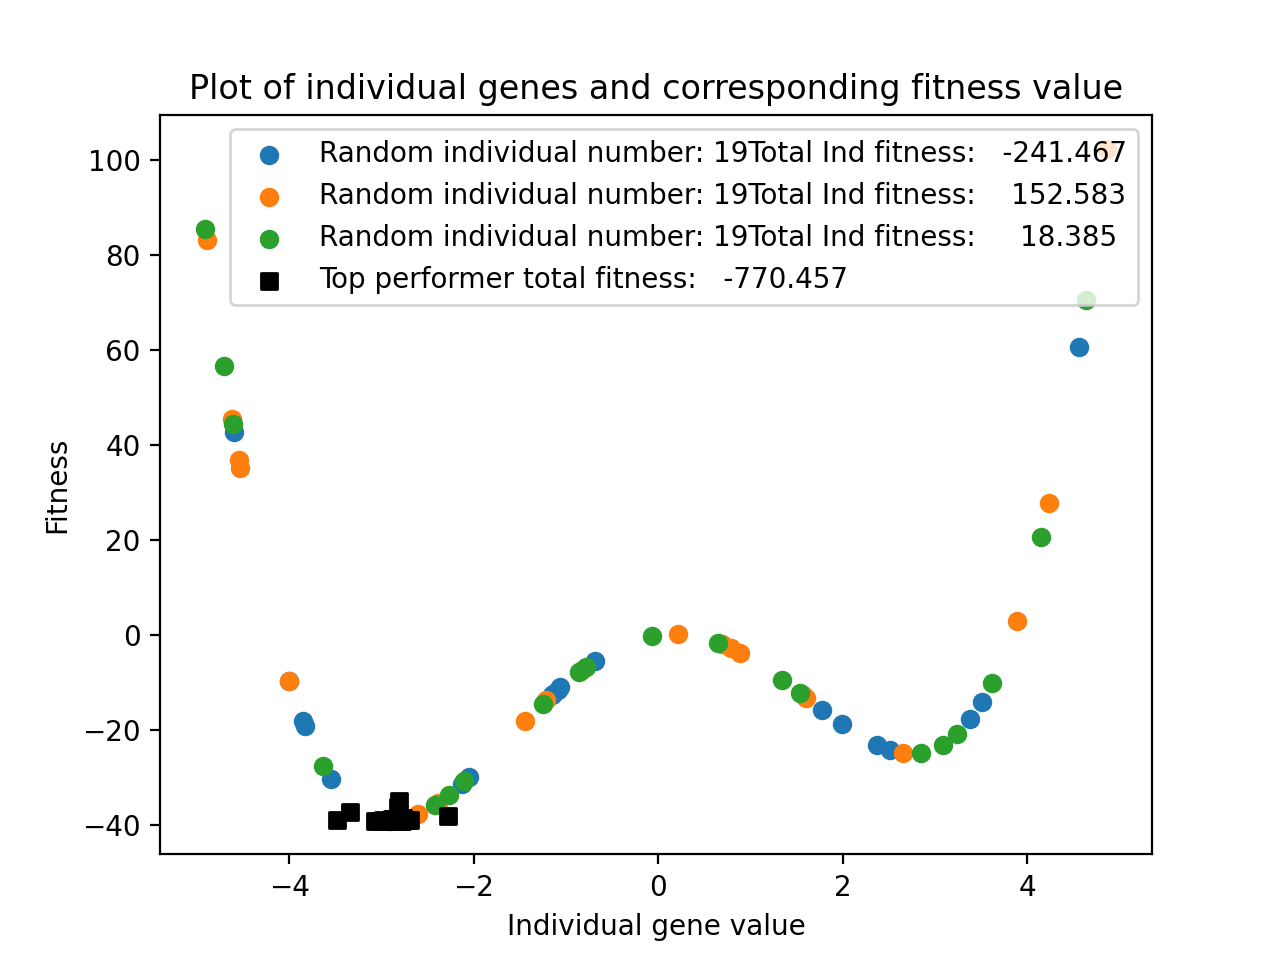 Plot of individual genes and corresponding fitness value
Random individual number: 19Total Ind fitness: -241.467
Random individual number: 19Total Ind fitness: 152.583
Random individual number: 19Total Ind fitness: 18.385
Top performer total fitness: -770.457
100
80
60
40
20
0
−20
−40
Fitness
−4 −2 0 2 4
Individual gene value